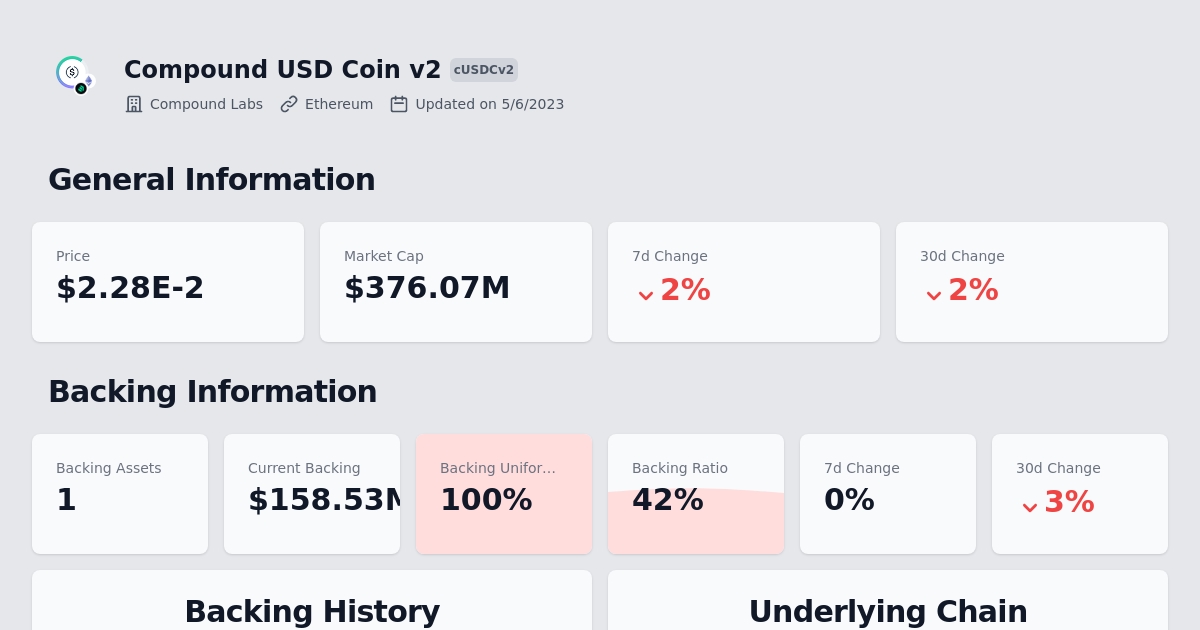 Compound USD Coin v2 cUSDCv2
Compound Labs Ethereum Updated on 5/6/2023
General Information
Price
$2.28E-2
Market Cap
$376.07M
7d Change
2%
30d Change
2%
Backing Information
Backing Assets
1
Current Backing
$158.53M
Backing Unifor...
100%
Backing Ratio
42%
7d Change
0%
30d Change
3%
Backing History
Underlying Chain